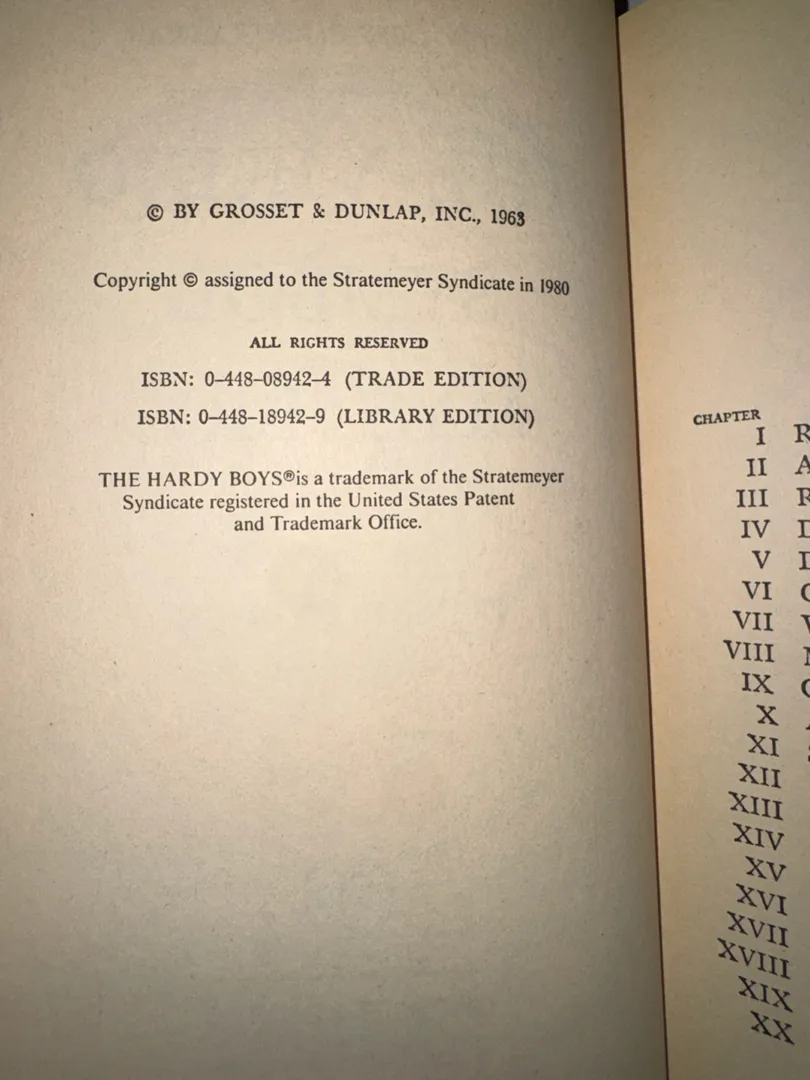 © BY GROSSET & DUNLAP, INC., 1963
Copyright © assigned to the Stratemeyer Syndicate in 1980
ALL RIGHTS RESERVED
ISBN: 0-448-08942-4 (TRADE EDITION)
ISBN: 0-448-18942-9 (LIBRARY EDITION)
THE HARDY BOYS®is a trademark of the Stratemeyer
Syndicate registered in the United States Patent
and Trademark Office.
CHAPTER
I
II
III
IV
V
VI
VII
VIII
IX
X
XI
XII
XIII
XIV
XV
XVI
XVII
XVIII
XIX
XX